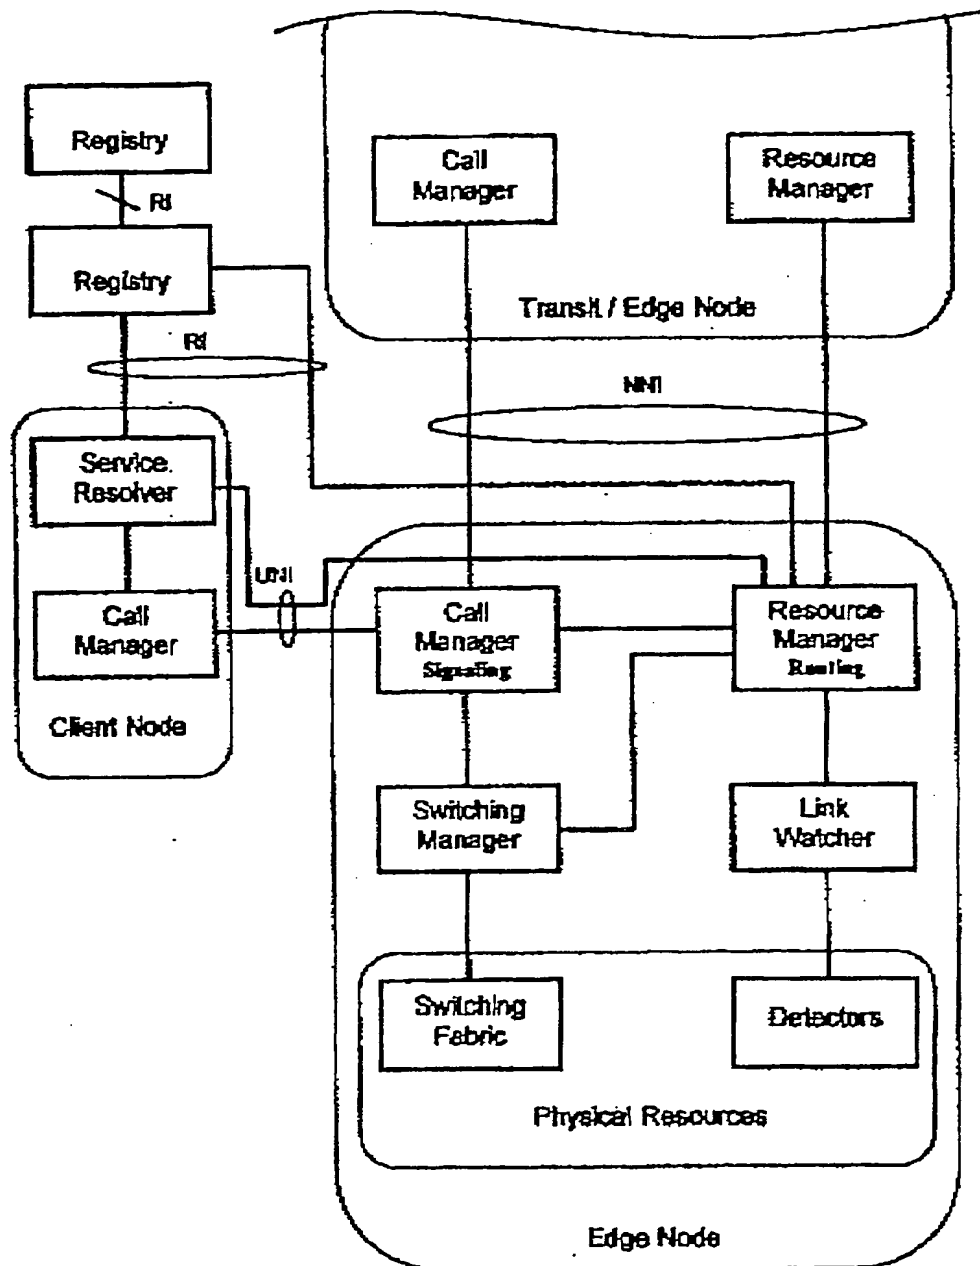 Registry
RI
Registry
RI
Call
Manager
Resource
Manager
Transit / Edge Node
NNI
Service
Resolver
Call
Manager
Client Node
UNI
Call
Manager
Signaling
Resource
Manager
Routing
Switching
Manager
Link
Watcher
Switching
Fabric
Detectors
Physical Resources
Edge Node